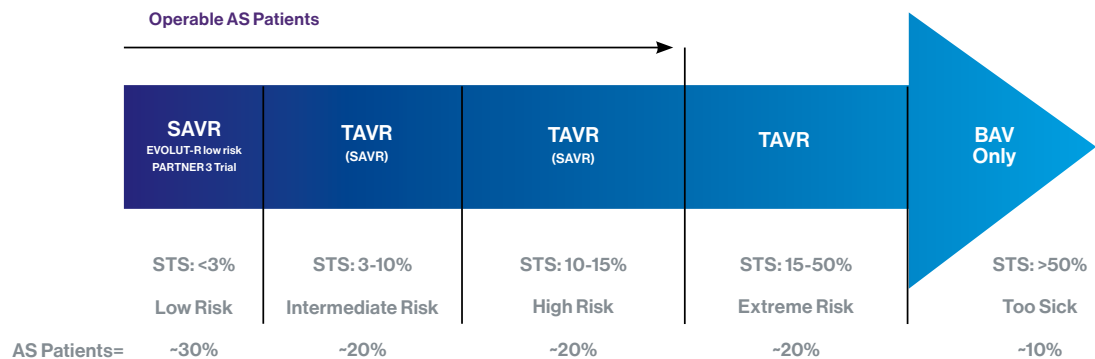 Operable AS Patients
SAVR
EVOLUT-R low risk
PARTNER 3 Trial
TAVR
(SAVR)
TAVR
(SAVR)
TAVR
BAV
Only
STS: <3% STS: 3-10% STS: 10-15% STS: 15-50% STS: >50%
Low Risk Intermediate Risk High Risk Extreme Risk Too Sick
AS Patients= ~30% ~20% ~20% ~20% ~10%